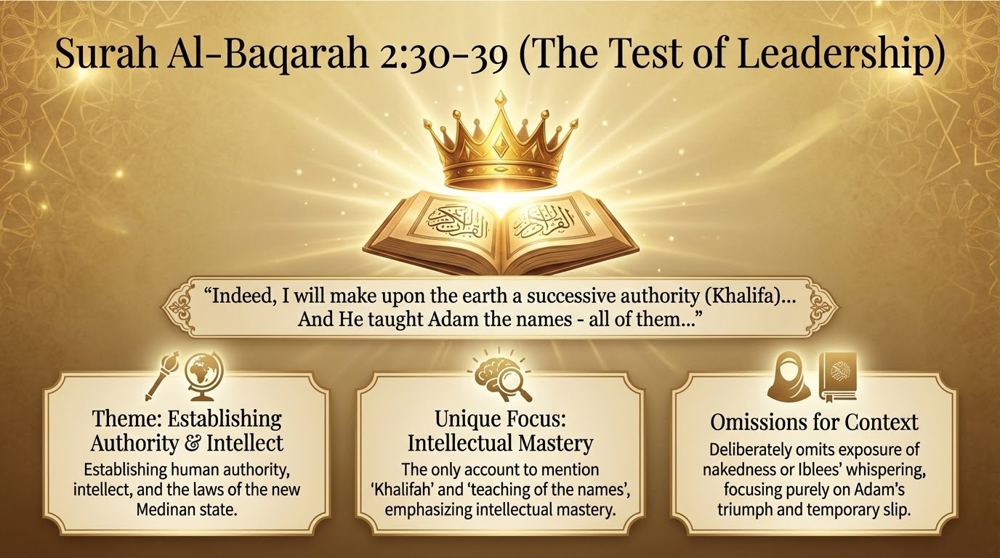 Surah Al-Baqarah 2:30-39 (The Test of Leadership)
القرآن الكريم
“Indeed, I will make upon the earth a successive authority (Khalifa)...
And He taught Adam the names - all of them...”
Theme: Establishing
Authority & Intellect
Establishing human authority,
intellect, and the laws of the new
Medinan state.
Unique Focus:
Intellectual Mastery
The only account to mention
‘Khalifah’ and ‘teaching of the names’,
emphasizing intellectual mastery.
Omissions for Context
Deliberately omits exposure of
nakedness or Iblees’ whispering,
focusing purely on Adam’s
triumph and temporary slip.